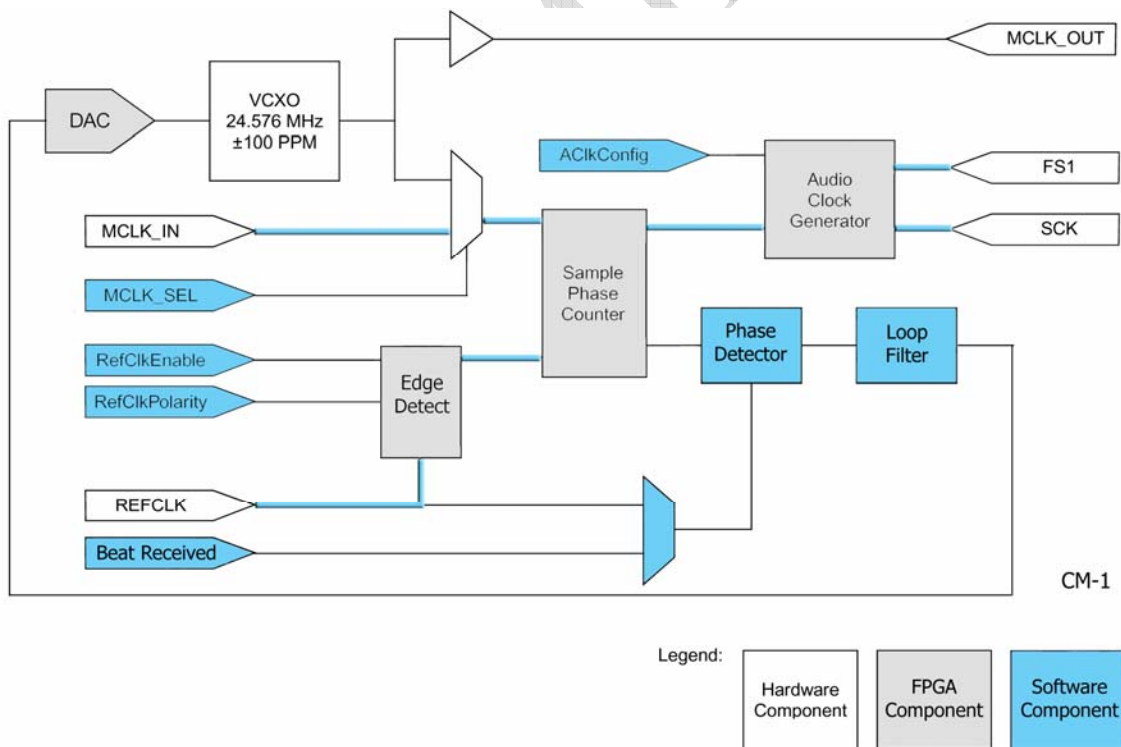 MCLK_OUT
DAC
VCXO
24.576 MHz
±100 PPM
AClkConfig
Audio
Clock
Generator
FS1
SCK
MCLK_IN
MCLK_SEL
Sample
Phase
Counter
Phase
Detector
Loop
Filter
RefClkEnable
RefClkPolarity
Edge
Detect
REFCLK
Beat Received
CM-1
Legend:
Hardware
Component
FPGA
Component
Software
Component